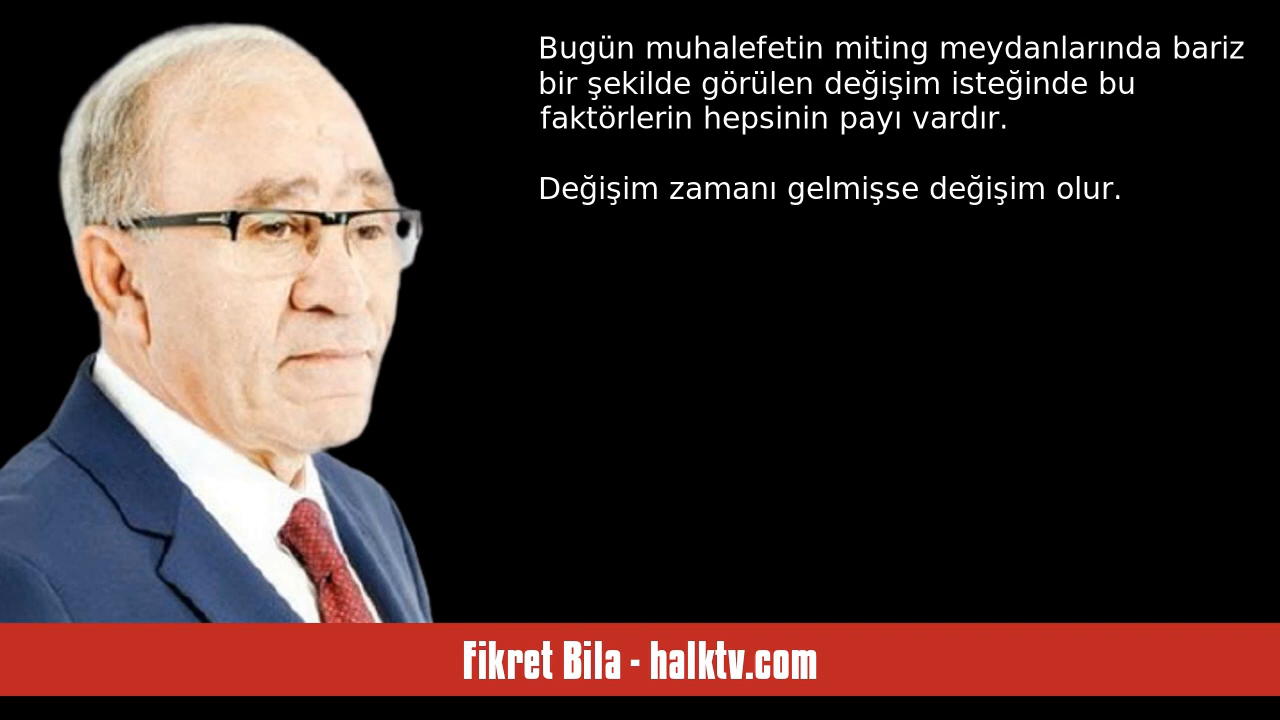 Bugün muhalefetin miting meydanlarında bariz
bir şekilde görülen değişim isteğinde bu
faktörlerin hepsinin payı vardır.
Değişim zamanı gelmişse değişim olur.
Fikret Bila - halktv.com